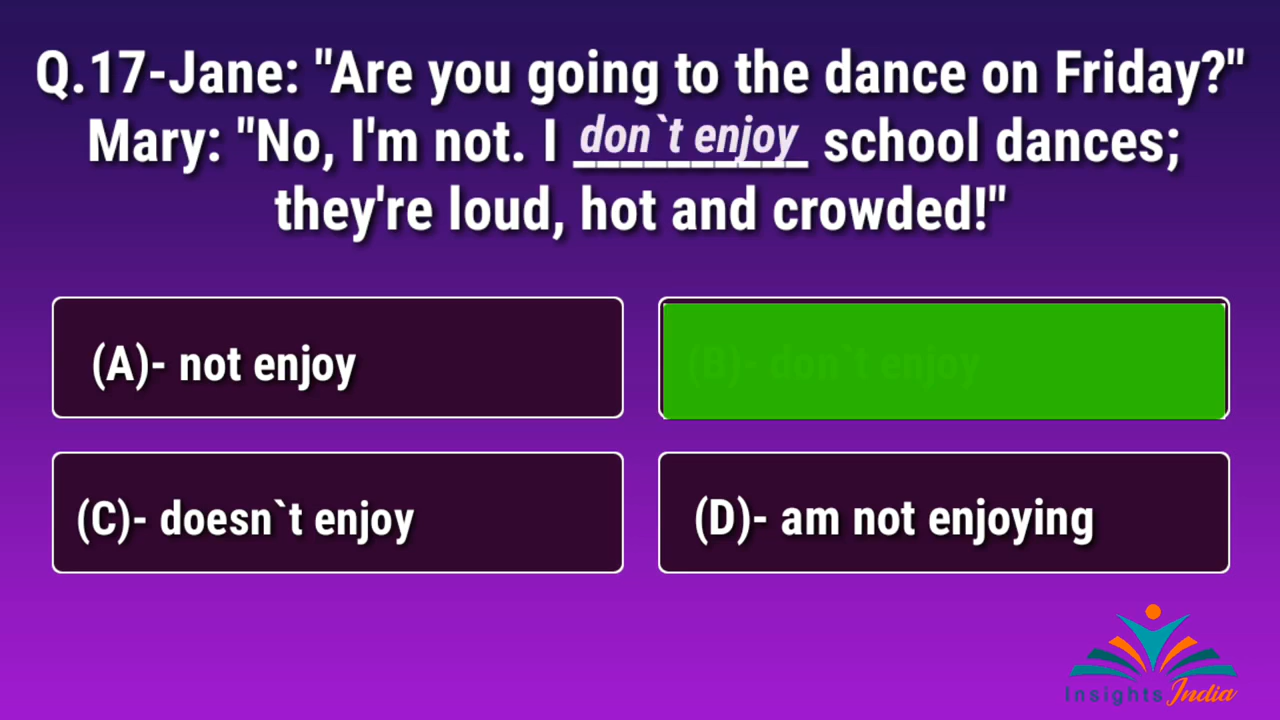 Q.17-Jane: "Are you going to the dance on Friday?"
Mary: "No, I'm not. I don`t enjoy school dances;
they're loud, hot and crowded!"
(A)- not enjoy
(B)- don`t enjoy
(C)- doesn`t enjoy
(D)- am not enjoying
Insights India